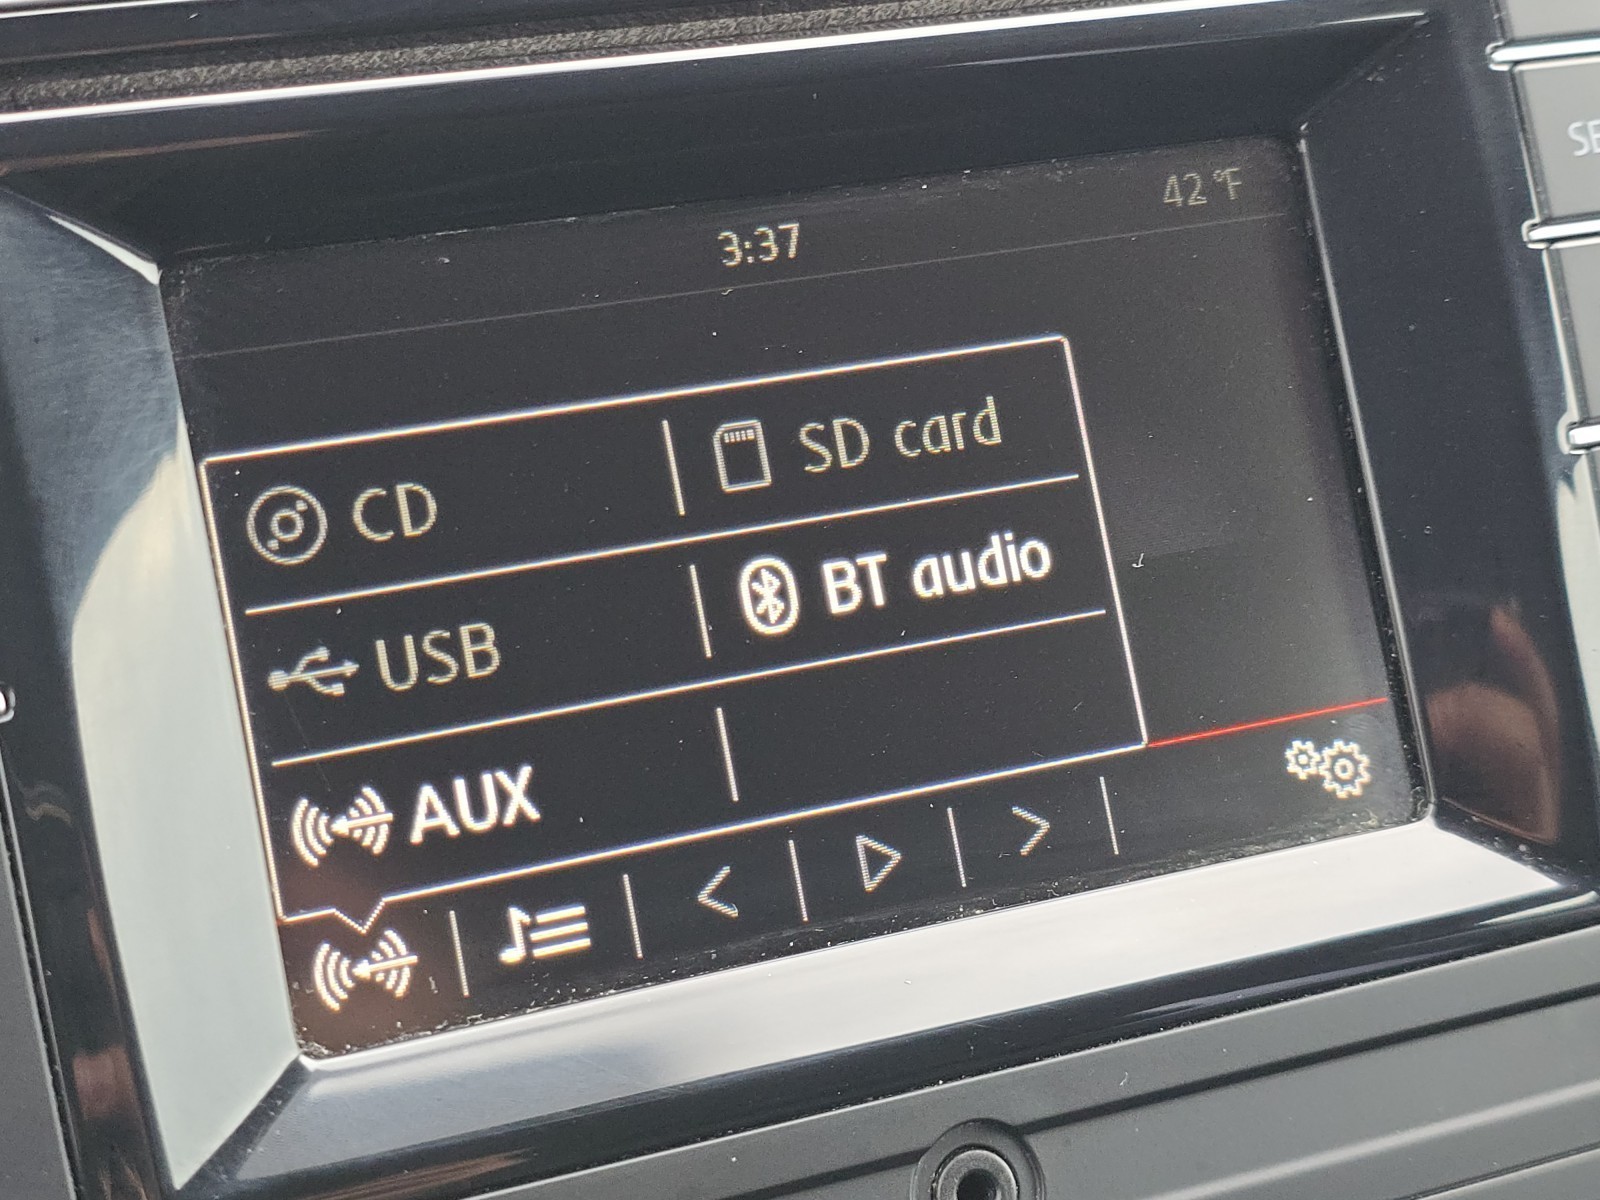 42°F
3:37
CD
SD card
USB
BT audio
AUX